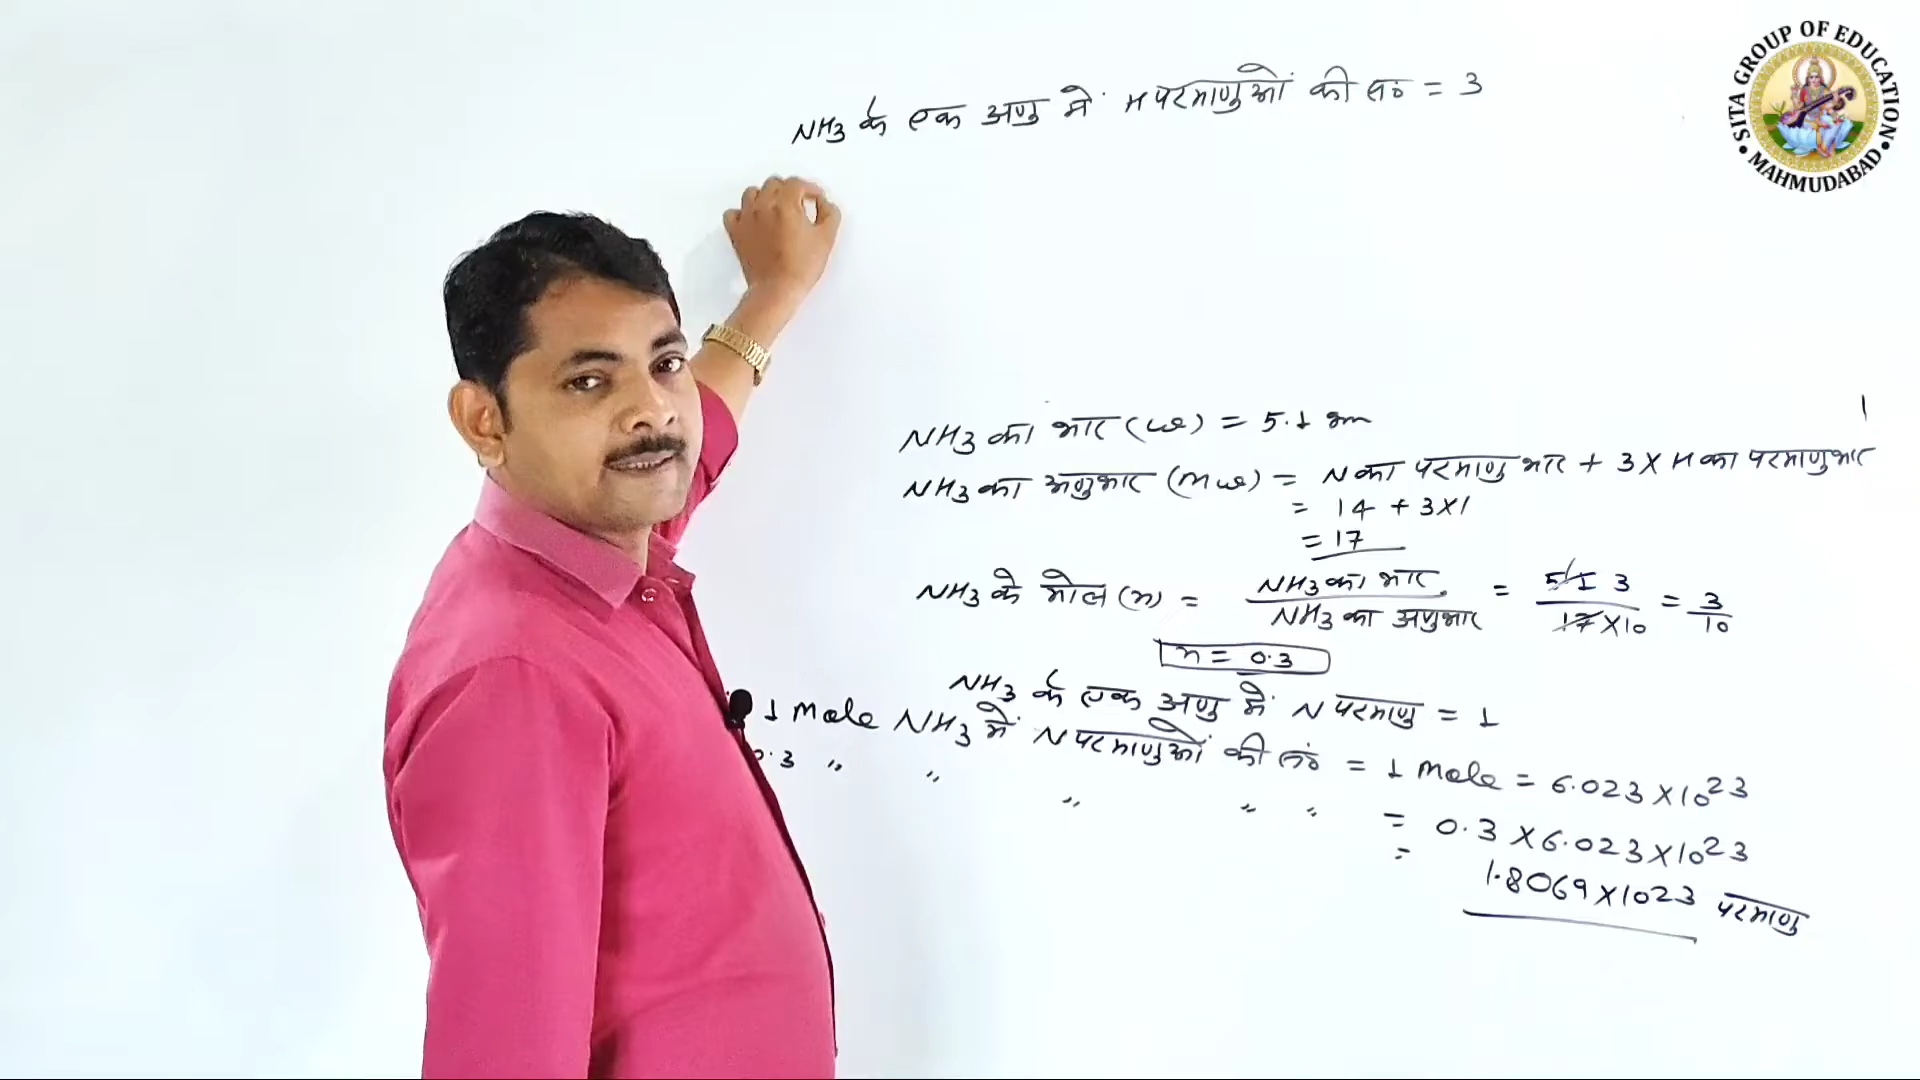 SITA GROUP OF EDUCATION
• MAHMUDABAD •
NH3 के एक अणु में H परमाणुओं की सं० = 3
NH3 का भार (w) = 5.1 gm
NH3 का अणुभार (mw) = N का परमाणु भार + 3 X H का परमाणुभार
= 14 + 3X1
= 17
NH3 के मोल (n) = NH3 का भार / NH3 का अणुभार = 51 3 / 17 X10 = 3 / 10
n = 0.3
NH3 के एक अणु में N परमाणु = 1
1 Mole NH3 में N परमाणुओं की सं० = 1 Mole = 6.023 X 10^23
0.3 " " " " " = 0.3 X 6.023 X 10^23
= 1.8069 X 10^23 परमाणु